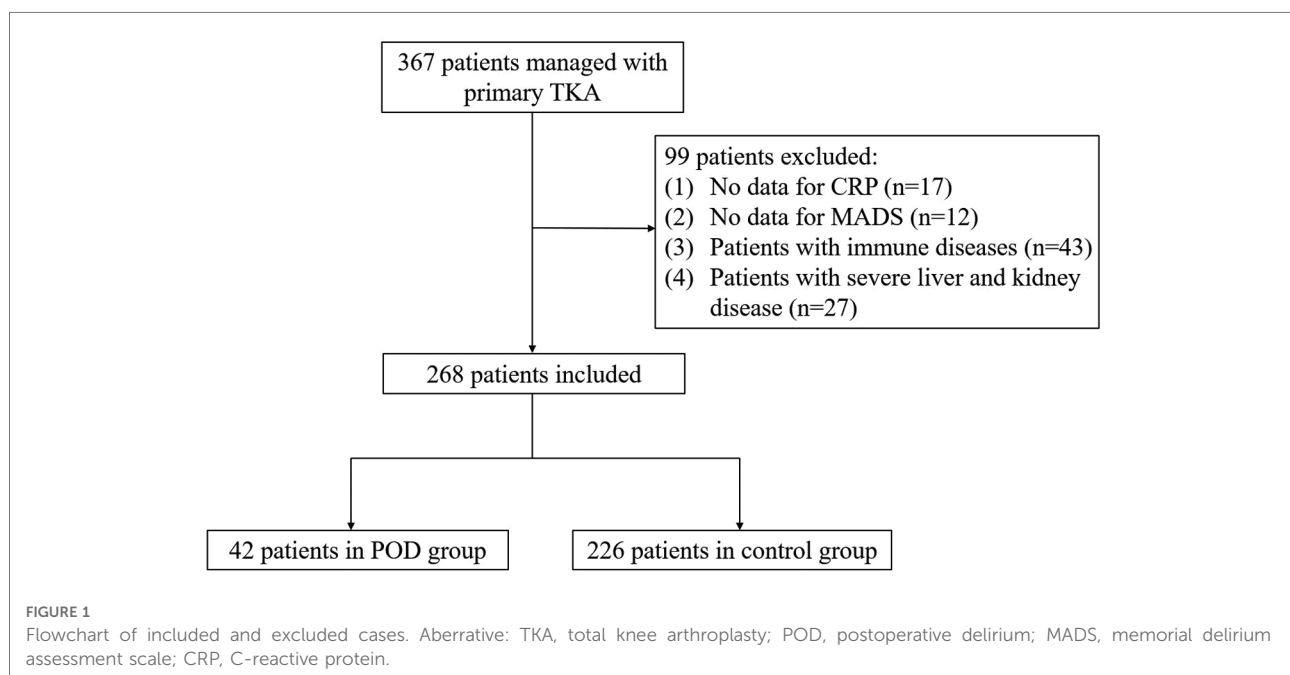 367 patients managed with
primary TKA
99 patients excluded:
(1) No data for CRP (n=17)
(2) No data for MADS (n=12)
(3) Patients with immune diseases (n=43)
(4) Patients with severe liver and kidney
disease (n=27)
268 patients included
42 patients in POD group
226 patients in control group
FIGURE 1
Flowchart of included and excluded cases. Aberrative: TKA, total knee arthroplasty; POD, postoperative delirium; MADS, memorial delirium
assessment scale; CRP, C-reactive protein.